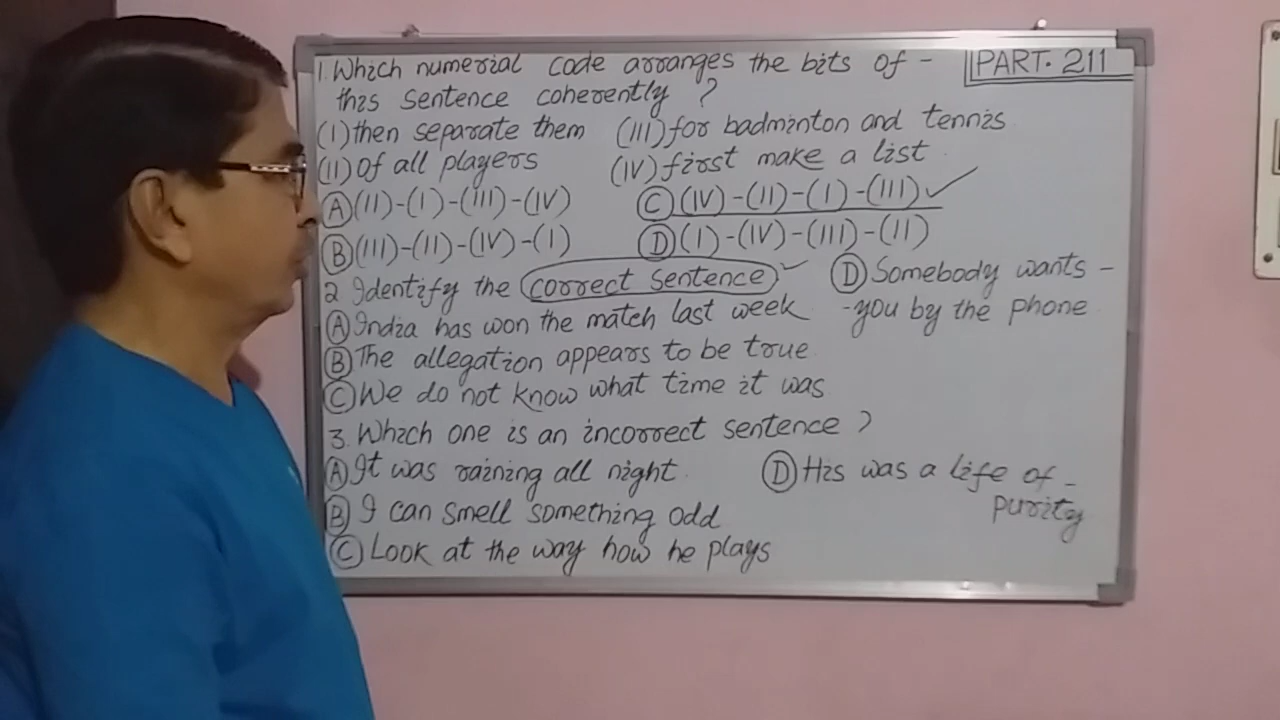 1. Which numerial code arranges the bits of -
PART. 211
this sentence coherently ?
(I) then separate them (III) for badminton and tennis
(II) Of all players (IV) first make a list
(A) (II)-(I)-(III)-(IV) (C) (IV)-(II)-(I)-(III) ✓
(B) (III)-(II)-(IV)-(I) (D) (I)-(IV)-(III)-(II)
2 Identify the correct sentence ✓ (D) Somebody wants -
(A) India has won the match last week -you by the phone
(B) The allegation appears to be true
(C) We do not know what time it was
3. Which one is an incorrect sentence ?
(A) It was raining all night (D) His was a life of -
purity
(B) I can smell something odd
(C) Look at the way how he plays